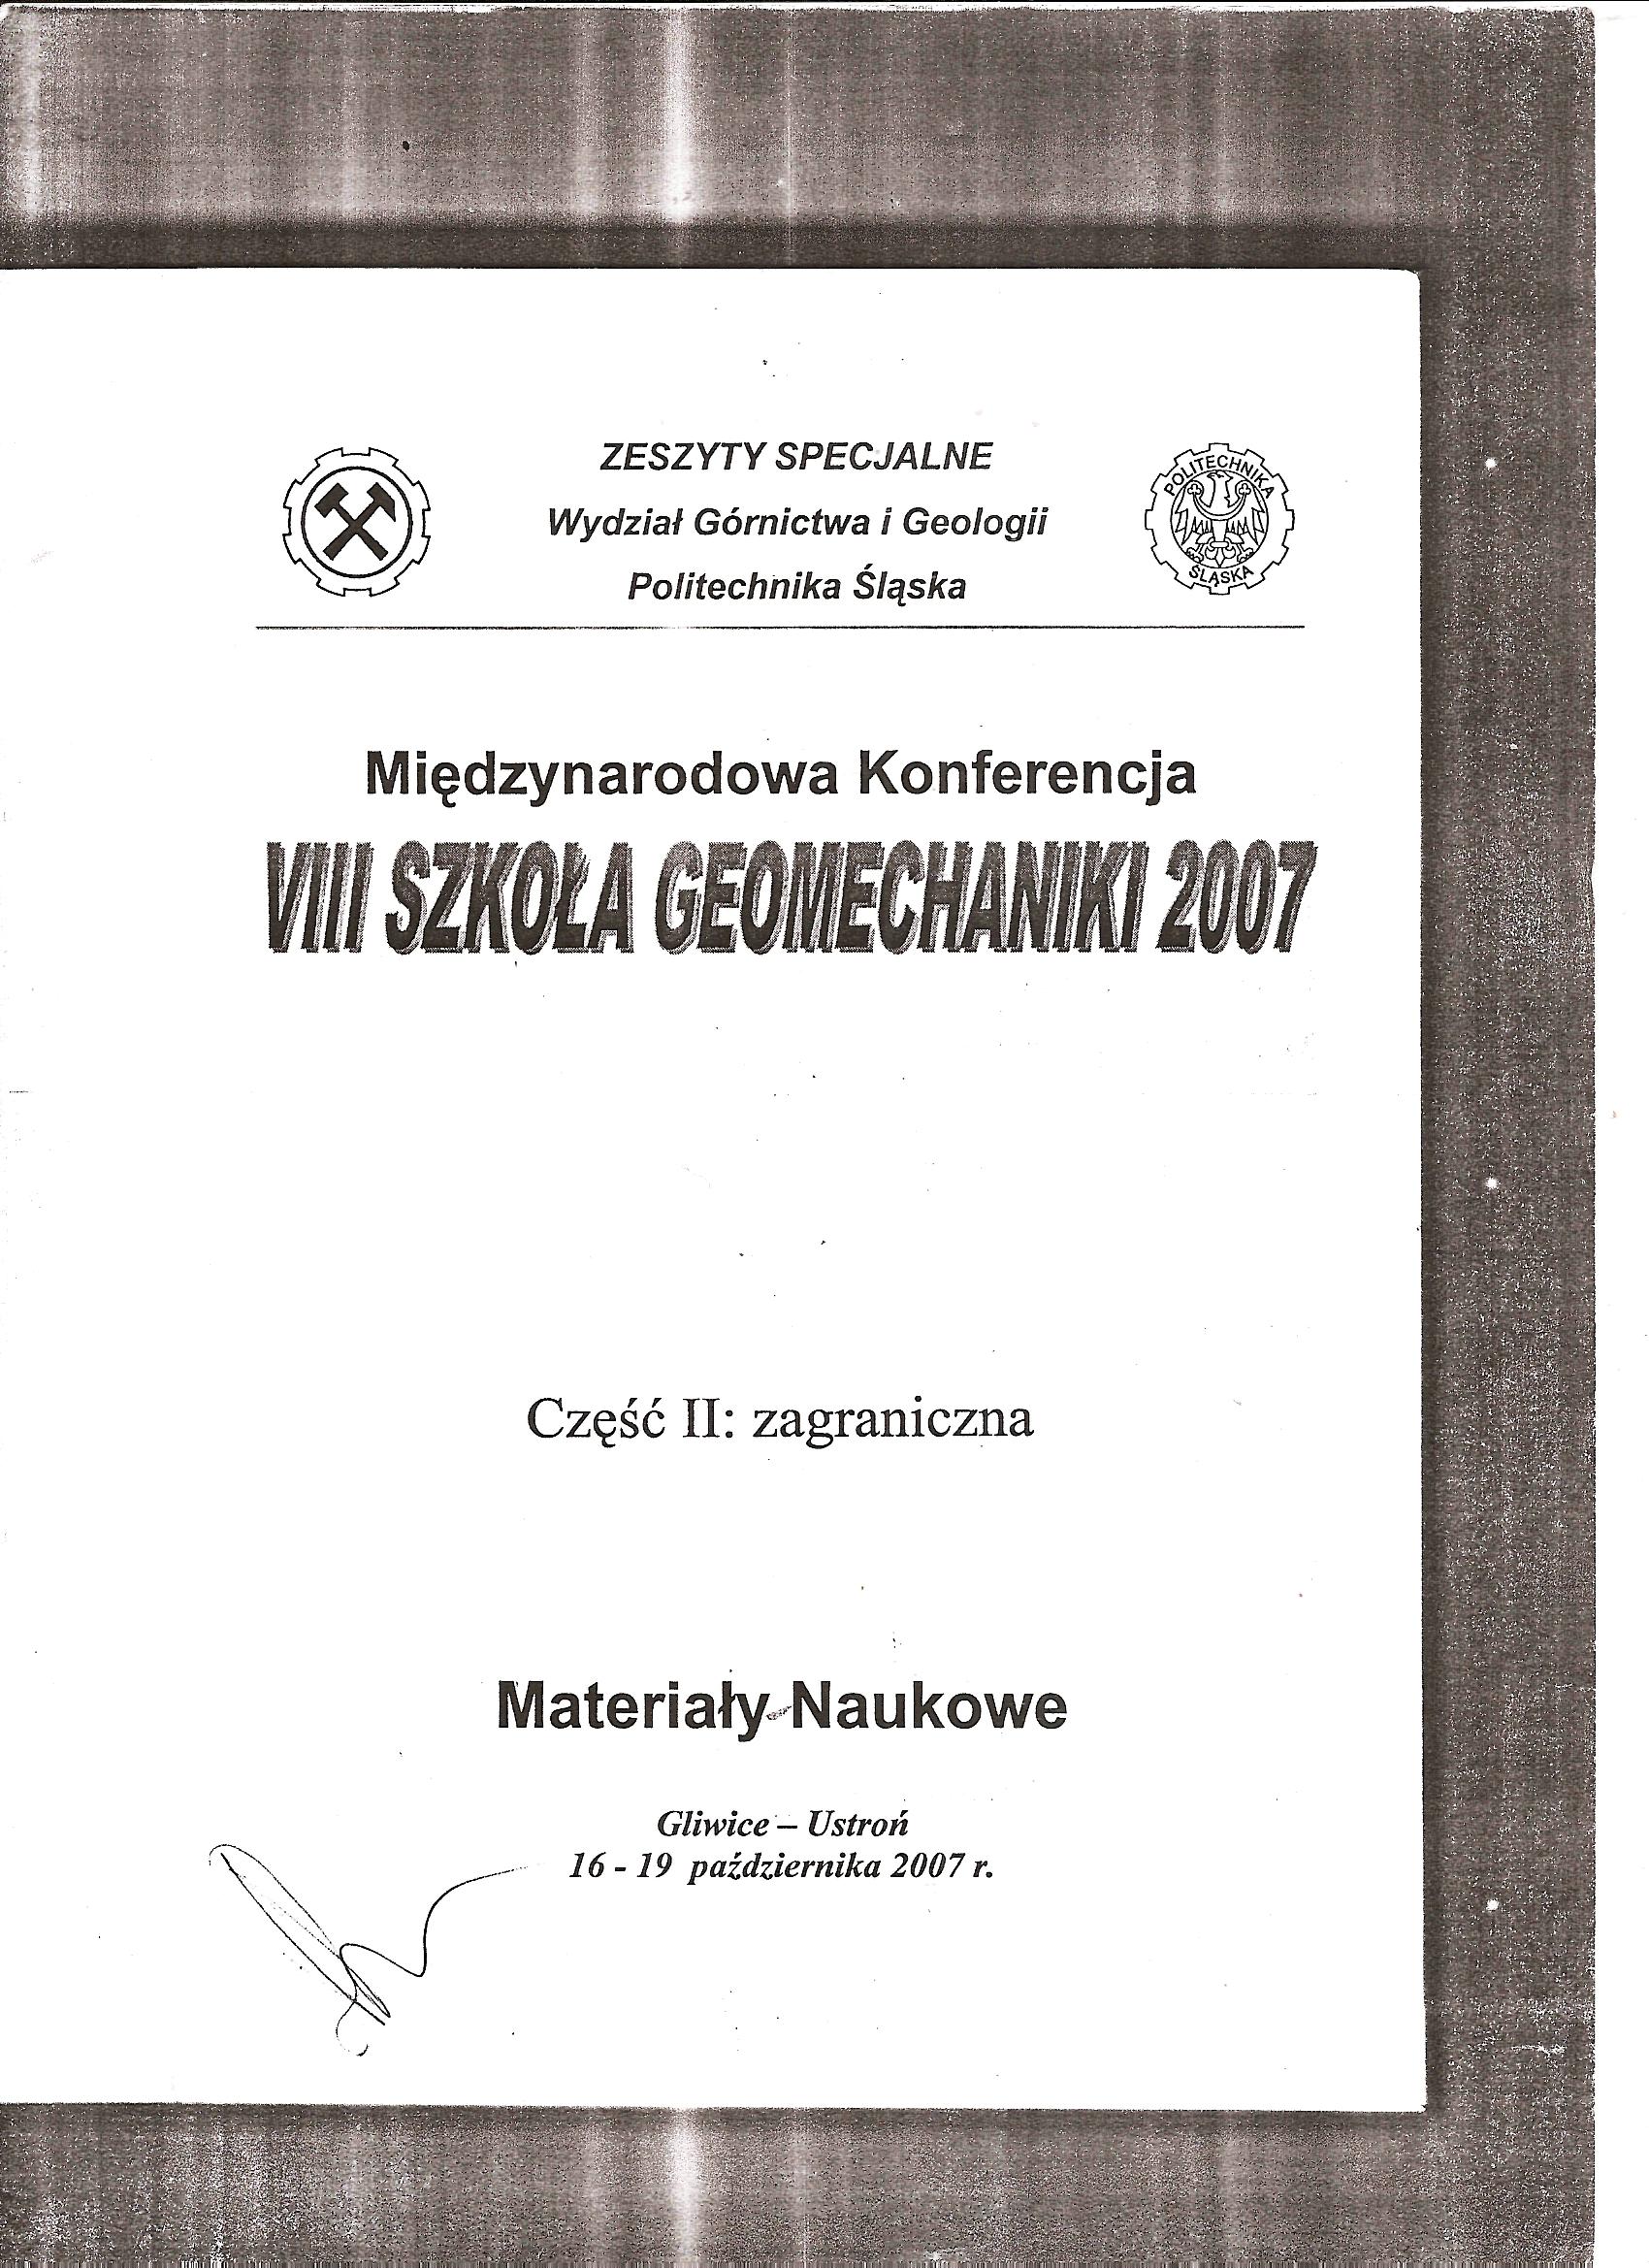 ZESZYTY SPECJALNE
Wydział Górnictwa i Geologii
Politechnika Śląska
POLITECHNIKA
ŚLĄSKA
Międzynarodowa Konferencja
VIII SZKOŁA GEOMECHANIKI 2007
Część II: zagraniczna
Materiały Naukowe
Gliwice – Ustroń
16 - 19 października 2007 r.